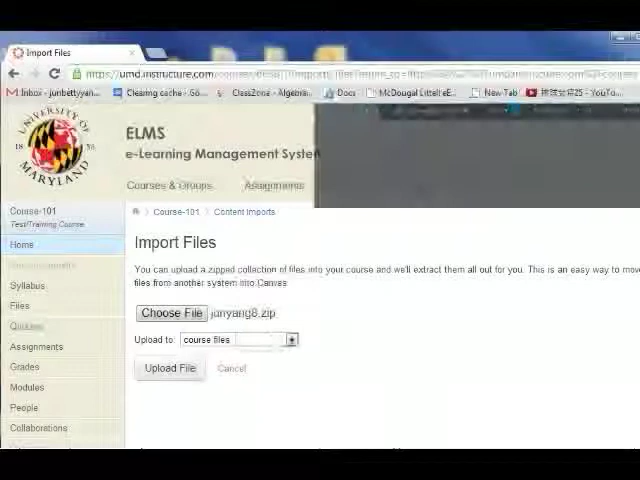 Import Files
https://umd.instructure.com
Inbox - junbettyyan... Clearing cache - Go... ClassZone - Algebra... Docs McDougal Littell eE... New Tab
UNIVERSITY OF
18 56
MARYLAND
ELMS
e-Learning Management System
Courses & Groups Assignments
Course-101 > Content Imports
Course-101
Test/Training Course
Home
Announcements
Syllabus
Files
Quizzes
Assignments
Grades
Modules
People
Collaborations
Import Files
You can upload a zipped collection of files into your course and we'll extract them all out for you. This is an easy way to move
files from another system into Canvas
Choose File junyang8.zip
Upload to: course files
Upload File Cancel